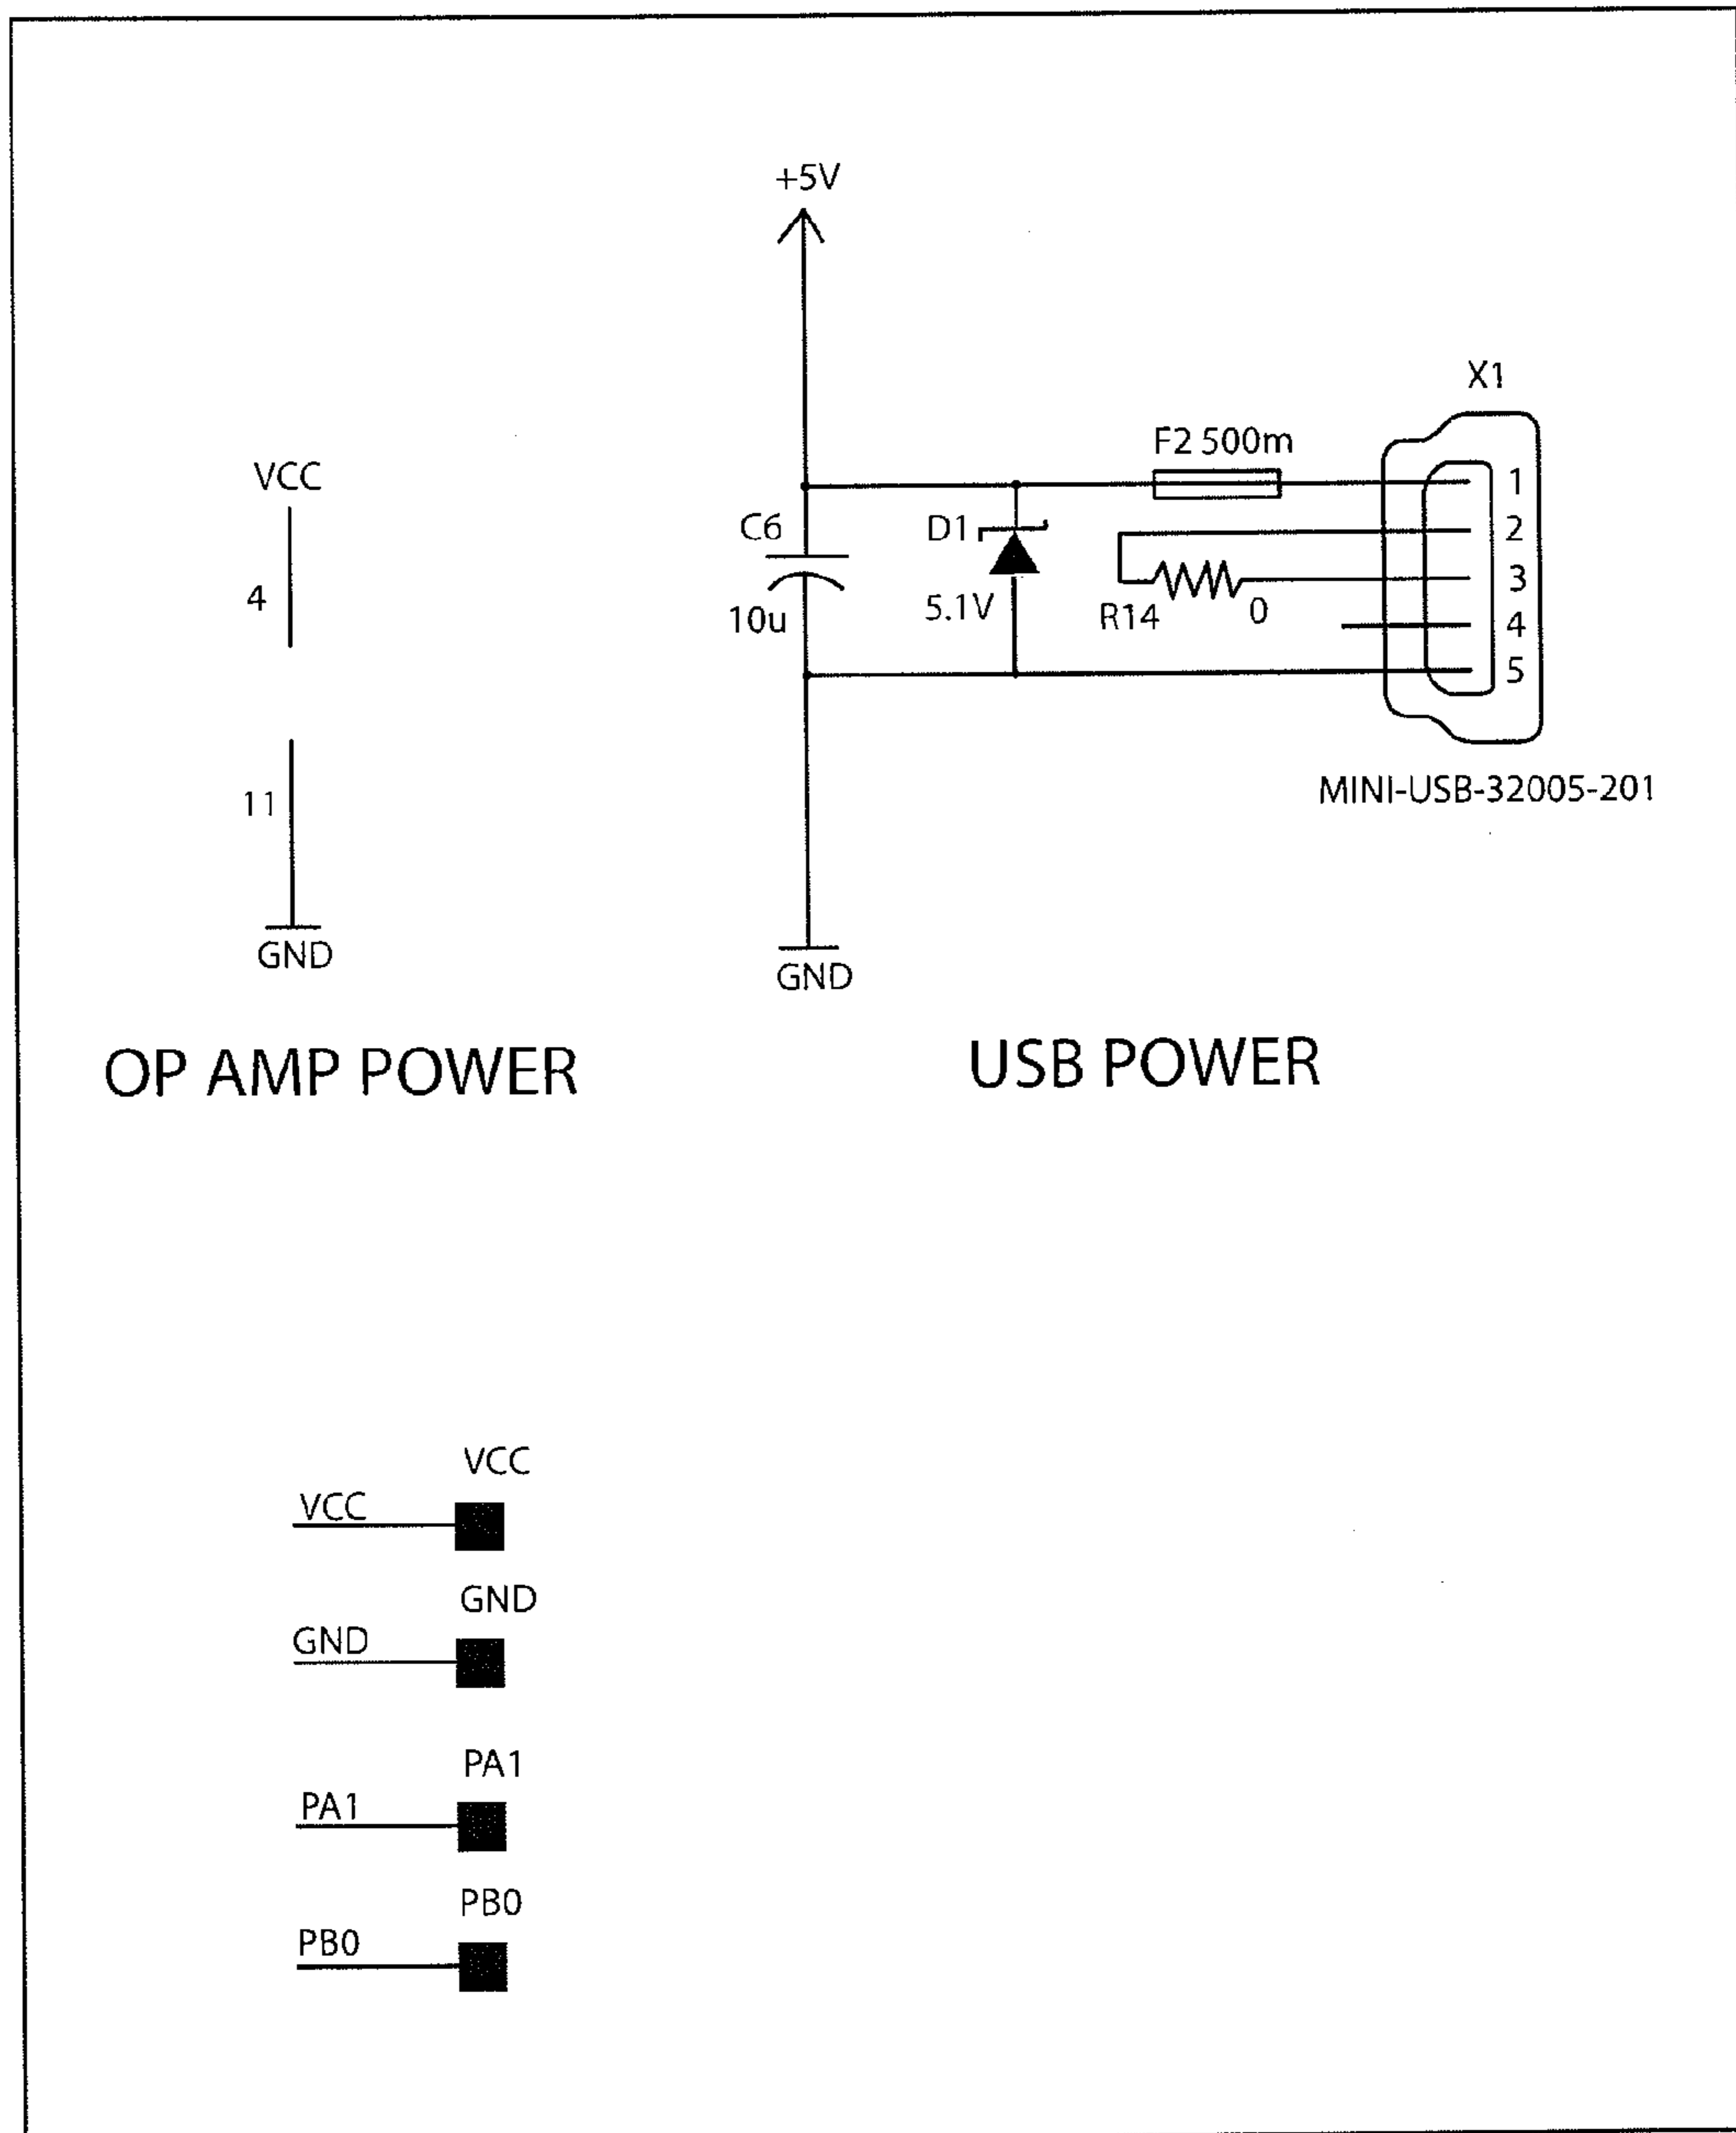 +5V
X1
F2 500m
VCC
1
C6
D1
2
4
3
10u
5.1V
R14
0
4
5
11
MINI-USB-32005-201
GND
GND
OP AMP POWER
USB POWER
VCC
VCC
GND
GND
PA1
PA1
PB0
PB0